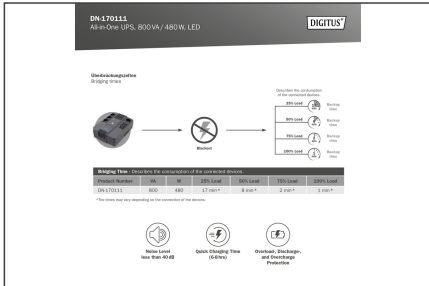 DN-170111
All-in-One UPS, 800 VA / 480 W, LED
DIGITUS®
Überbrückungszeiten
Bridging times
Describes the consumption
of the connected devices.
25% Load
Backup
time
50% Load
Backup
time
75% Load
Backup
time
100% Load
Backup
time
Blackout
Bridging Time - Describes the consumption of the connected devices.
Product Number VA W 25% Load 50% Load 75% Load 100% Load
DN-170111 800 480 17 min* 8 min* 2 min* 1 min*
*The times may vary depending on the connection of the devices.
Noise Level
less than 40 dB
Quick Charging Time
(6-8 hrs)
Overload-, Discharge-,
and Overcharge
Protection